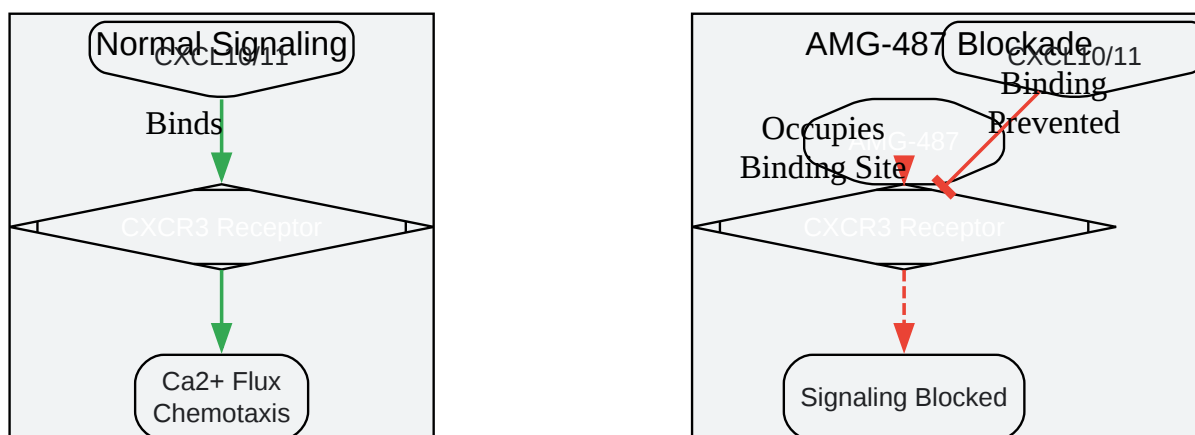 Normal Signaling
CXCL10/11
Binds
CXCR3 Receptor
Ca2+ Flux
Chemotaxis
AMG-487 Blockade
CXCL10/11
Binding
Prevented
Occupies
Binding Site
AMG-487
CXCR3 Receptor
Signaling Blocked